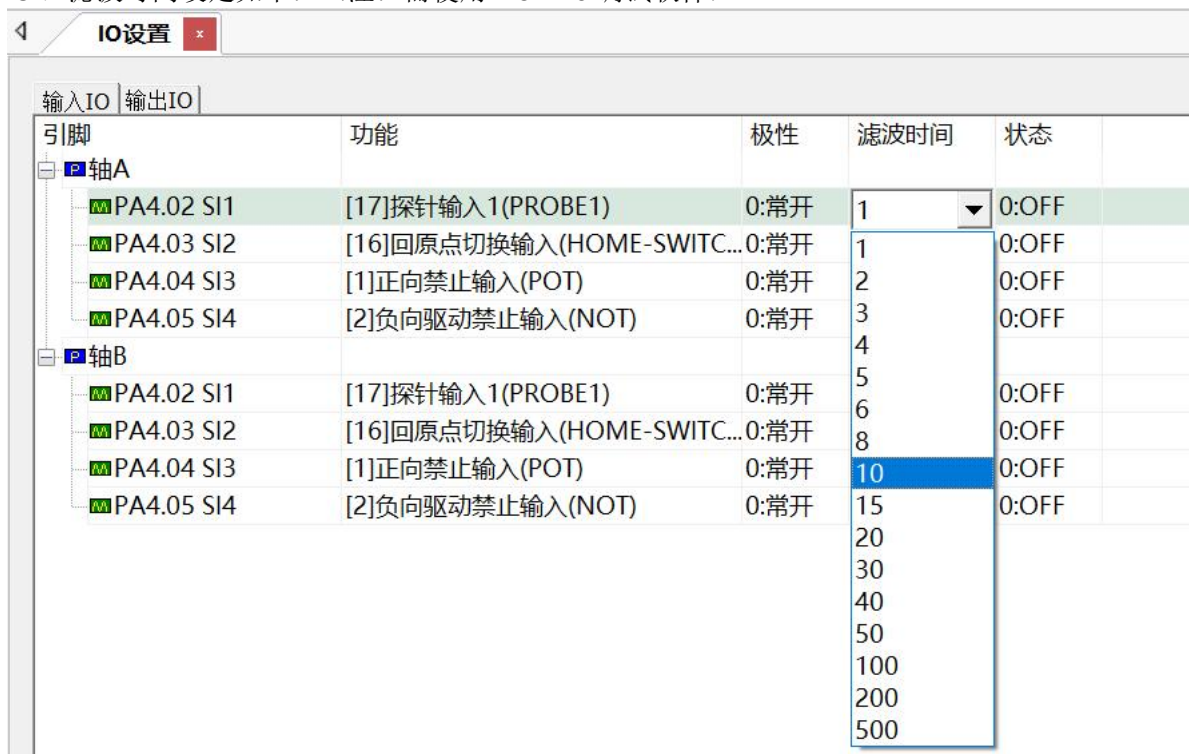 IO设置 x
输入IO 输出IO
引脚 功能 极性 滤波时间 状态
P 轴A
PA4.02 SI1 [17]探针输入1(PROBE1) 0:常开 1 0:OFF
PA4.03 SI2 [16]回原点切换输入(HOME-SWITC... 0:常开 0:OFF
PA4.04 SI3 [1]正向禁止输入(POT) 0:常开 0:OFF
PA4.05 SI4 [2]负向驱动禁止输入(NOT) 0:常开 0:OFF
P 轴B
PA4.02 SI1 [17]探针输入1(PROBE1) 0:常开 0:OFF
PA4.03 SI2 [16]回原点切换输入(HOME-SWITC... 0:常开 0:OFF
PA4.04 SI3 [1]正向禁止输入(POT) 0:常开 0:OFF
PA4.05 SI4 [2]负向驱动禁止输入(NOT) 0:常开 0:OFF
1
2
3
4
5
6
8
10
15
20
30
40
50
100
200
500